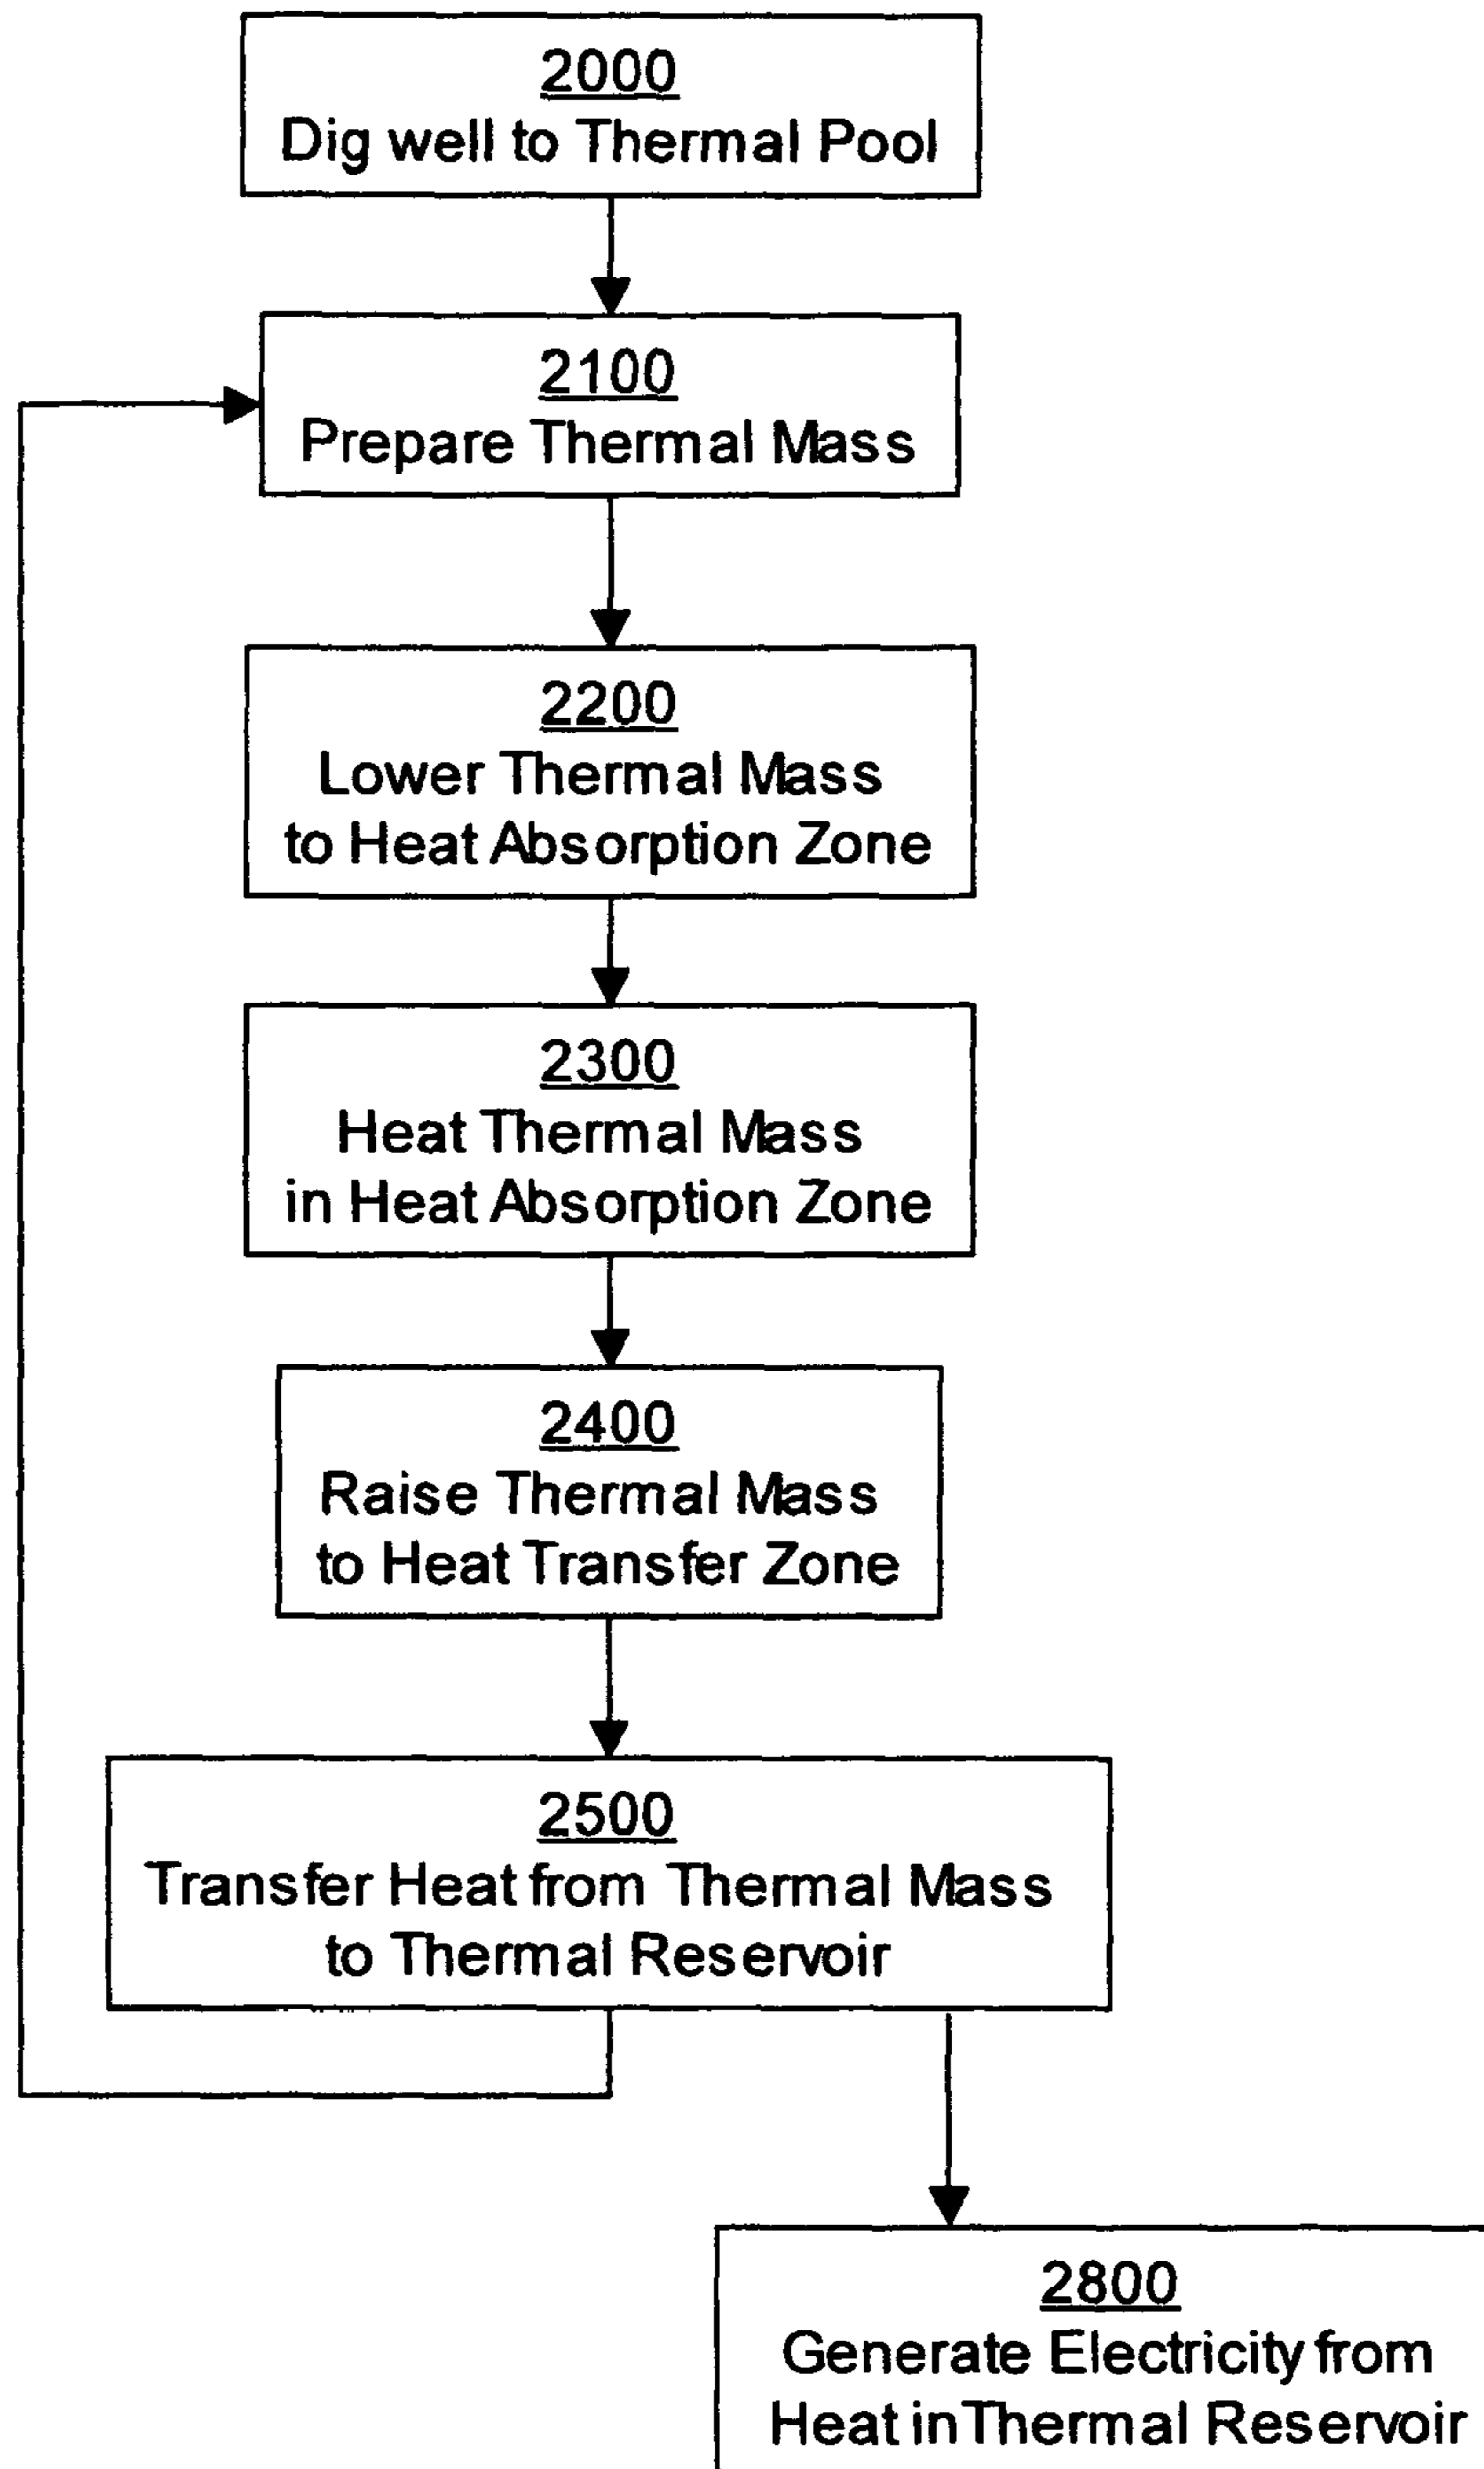 2000
Dig well to Thermal Pool
2100
Prepare Thermal Mass
2200
Lower Thermal Mass
to Heat Absorption Zone
2300
Heat Thermal Mass
in Heat Absorption Zone
2400
Raise Thermal Mass
to Heat Transfer Zone
2500
Transfer Heat from Thermal Mass
to Thermal Reservoir
2800
Generate Electricity from
Heat in Thermal Reservoir